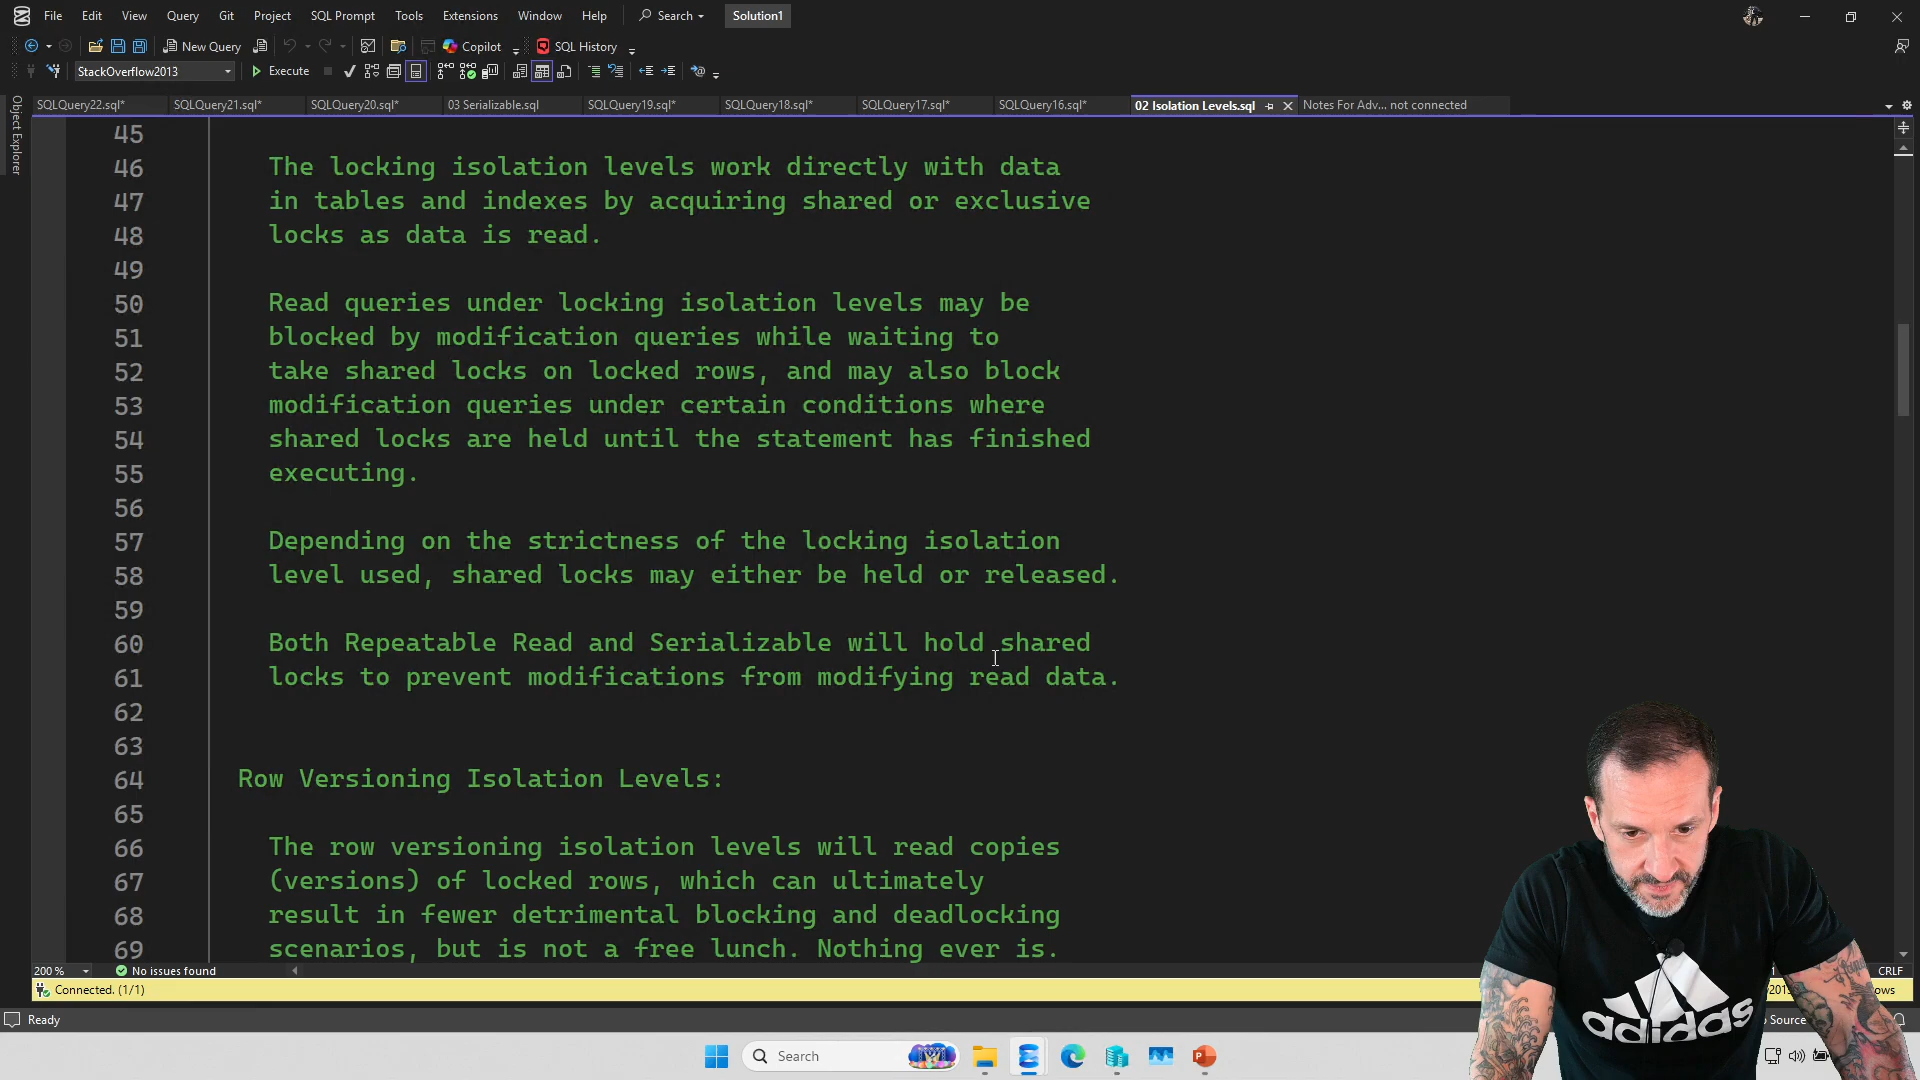 File Edit View Query Git Project SQL Prompt Tools Extensions Window Help Search Solution1
New Query Copilot SQL History
StackOverflow2013 Execute
SQLQuery22.sql* SQLQuery21.sql* SQLQuery20.sql* 03 Serializable.sql SQLQuery19.sql* SQLQuery18.sql* SQLQuery17.sql* SQLQuery16.sql* 02 Isolation Levels.sql Notes For Adv... not connected
Object Explorer
45
46 The locking isolation levels work directly with data
47 in tables and indexes by acquiring shared or exclusive
48 locks as data is read.
49
50 Read queries under locking isolation levels may be
51 blocked by modification queries while waiting to
52 take shared locks on locked rows, and may also block
53 modification queries under certain conditions where
54 shared locks are held until the statement has finished
55 executing.
56
57 Depending on the strictness of the locking isolation
58 level used, shared locks may either be held or released.
59
60 Both Repeatable Read and Serializable will hold shared
61 locks to prevent modifications from modifying read data.
62
63
64 Row Versioning Isolation Levels:
65
66 The row versioning isolation levels will read copies
67 (versions) of locked rows, which can ultimately
68 result in fewer detrimental blocking and deadlocking
69 scenarios, but is not a free lunch. Nothing ever is.
200 % No issues found CRLF
Connected. (1/1)
Ready Source
Search
adidas